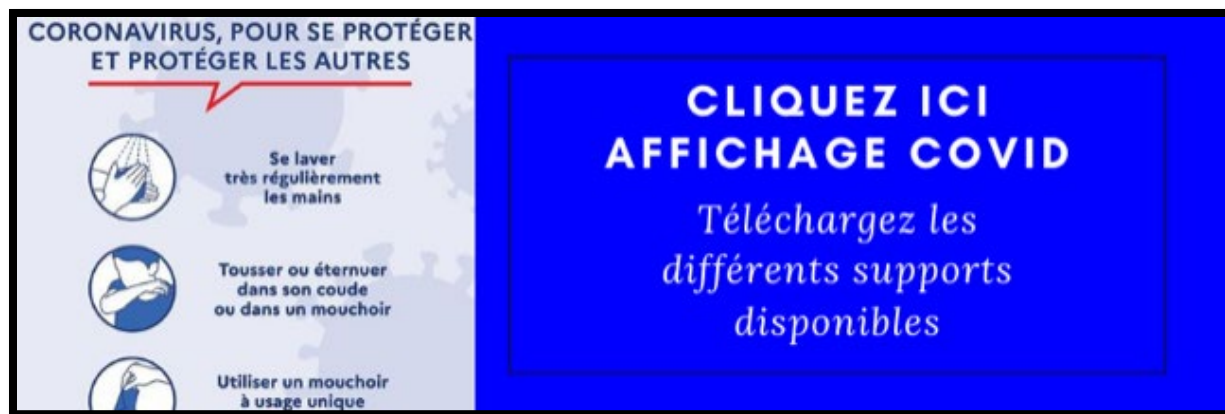 CORONAVIRUS, POUR SE PROTÉGER
ET PROTÉGER LES AUTRES
Se laver
très régulièrement
les mains
Tousser ou éternuer
dans son coude
ou dans un mouchoir
Utiliser un mouchoir
à usage unique
CLIQUEZ ICI
AFFICHAGE COVID
Téléchargez les
différents supports
disponibles